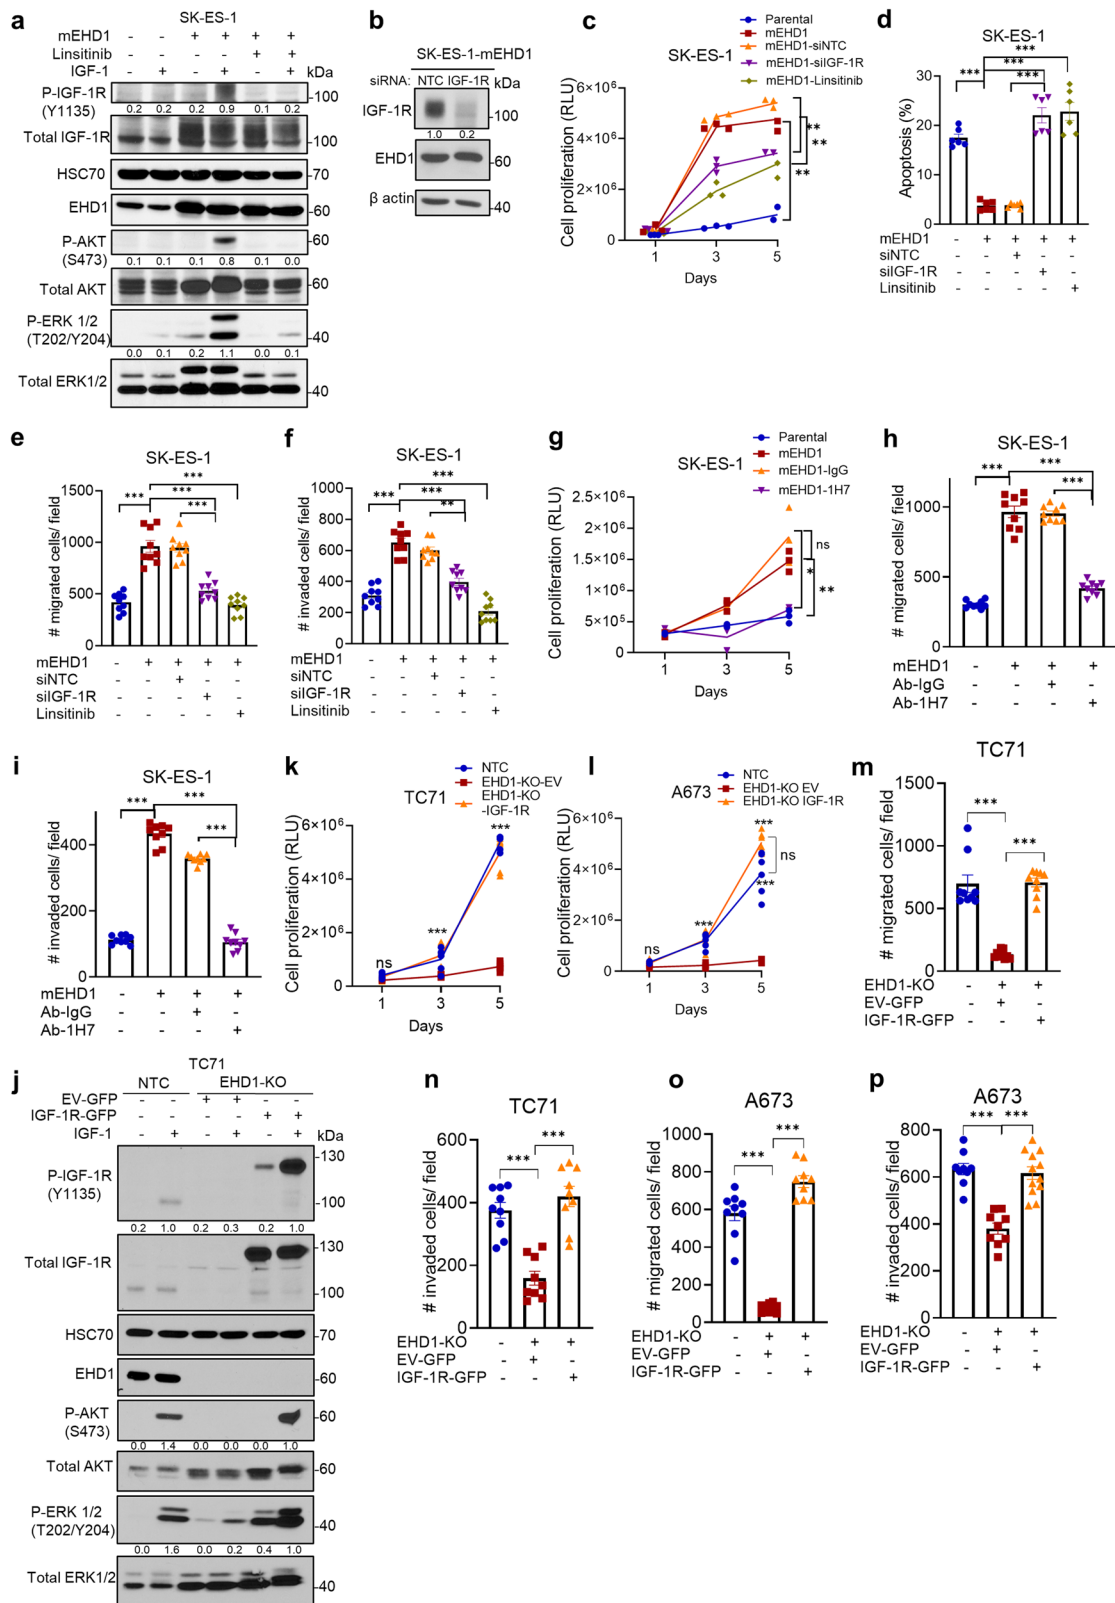 a
SK-ES-1
mEHD1 - - + + + +
Linsitinib - - - - + +
IGF-1 - + - + - + kDa
P-IGF-1R
(Y1135)
-100
0.2 0.2 0.2 0.9 0.1 0.2
Total IGF-1R
-100
HSC70
-70
EHD1
-60
P-AKT
(S473)
-60
0.1 0.1 0.1 0.8 0.1 0.0
Total AKT
-60
P-ERK 1/2
(T202/Y204)
-40
0.0 0.1 0.2 1.1 0.0 0.1
Total ERK1/2
-40
b
SK-ES-1-mEHD1
siRNA: NTC IGF-1R kDa
IGF-1R
-100
1.0 0.2
EHD1
-60
β actin
-40
c
SK-ES-1
Parental
mEHD1
mEHD1-siNTC
mEHD1-siIGF-1R
mEHD1-Linsitinib
Cell proliferation (RLU)
6×10⁶
4×10⁶
2×10⁶
0
1 3 5
Days
**
**
**
d
SK-ES-1
***
***
***
***
Apoptosis (%)
30
20
10
0
mEHD1 - + + + +
siNTC - - + - -
siIGF-1R - - - + -
Linsitinib - - - - +
e
SK-ES-1
***
***
***
***
# migrated cells/ field
1500
1000
500
0
mEHD1 - + + + +
siNTC - - + - -
siIGF-1R - - - + -
Linsitinib - - - - +
f
SK-ES-1
***
***
***
**
# invaded cells/ field
1000
800
600
400
200
0
mEHD1 - + + + +
siNTC - - + - -
siIGF-1R - - - + -
Linsitinib - - - - +
g
SK-ES-1
Parental
mEHD1
mEHD1-IgG
mEHD1-1H7
Cell proliferation (RLU)
2.5×10⁶
2×10⁶
1.5×10⁶
1×10⁶
5×10⁵
0
1 3 5
Days
ns
*
**
h
SK-ES-1
***
***
***
# migrated cells/ field
1000
500
0
mEHD1 - + + +
Ab-IgG - - + -
Ab-1H7 - - - +
i
SK-ES-1
***
***
***
# invaded cells/ field
400
200
0
mEHD1 - + + +
Ab-IgG - - + -
Ab-1H7 - - - +
k
TC71
NTC
EHD1-KO-EV
EHD1-KO
-IGF-1R
Cell proliferation (RLU)
6×10⁶
4×10⁶
2×10⁶
0
ns
***
***
1 3 5
Days
l
A673
NTC
EHD1-KO EV
EHD1-KO IGF-1R
Cell proliferation (RLU)
6×10⁶
4×10⁶
2×10⁶
0
***
***
ns
***
1 3 5
Days
m
TC71
***
***
# migrated cells/ field
1500
1000
500
0
EHD1-KO - + +
EV-GFP - + -
IGF-1R-GFP - - +
j
TC71
NTC EHD1-KO
EV-GFP - - + + - -
IGF-1R-GFP - - - - + +
IGF-1 - + - + - + kDa
P-IGF-1R
(Y1135)
-130
-100
0.2 1.0 0.2 0.3 0.2 1.0
Total IGF-1R
-130
-100
HSC70
-70
EHD1
-60
P-AKT
(S473)
-60
0.0 1.4 0.0 0.0 0.0 1.0
Total AKT
-60
P-ERK 1/2
(T202/Y204)
-40
0.0 1.6 0.0 0.2 0.4 1.0
Total ERK1/2
-40
n
TC71
***
***
# invaded cells/ field
600
400
200
0
EHD1-KO - + +
EV-GFP - + -
IGF-1R-GFP - - +
o
A673
***
***
# migrated cells/ field
1000
800
600
400
200
0
EHD1-KO - + +
EV-GFP - + -
IGF-1R-GFP - - +
p
A673
***
***
# invaded cells/ field
800
600
400
200
0
EHD1-KO - + +
EV-GFP - + -
IGF-1R-GFP - - +